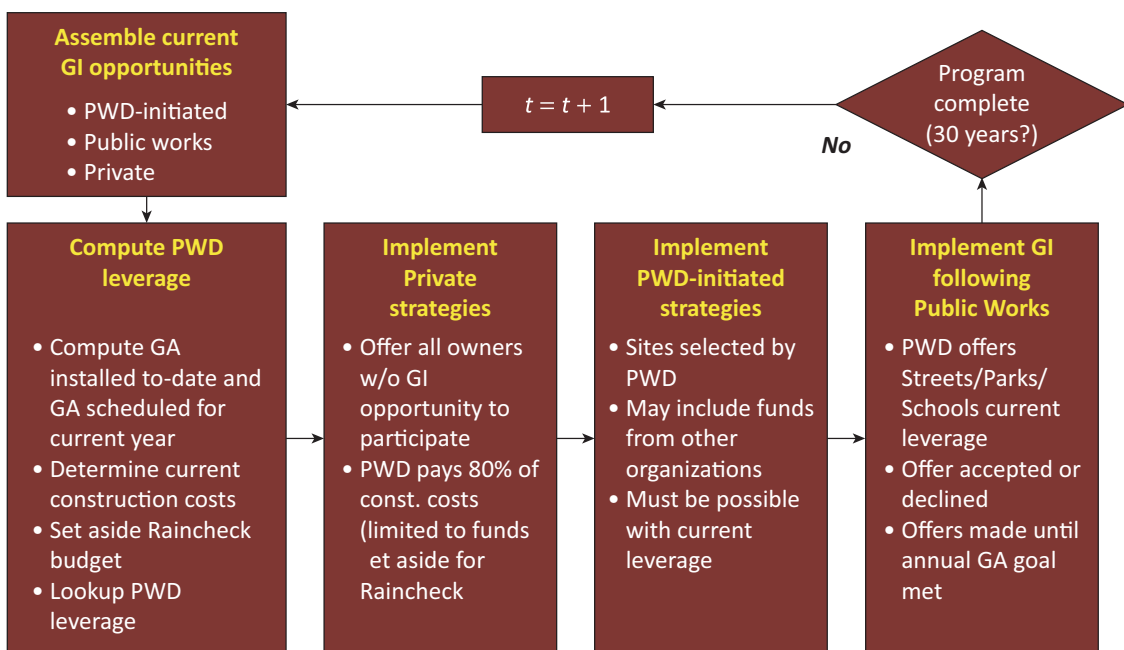 Assemble current
GI opportunities
• PWD-initiated
• Public works
• Private
t = t + 1
Program
complete
(30 years?)
No
Compute PWD
leverage
• Compute GA
installed to-date and
GA scheduled for
current year
• Determine current
construction costs
• Set aside Raincheck
budget
• Lookup PWD
leverage
Implement
Private
strategies
• Offer all owners
w/o GI
opportunity to
participate
• PWD pays 80% of
const. costs
(limited to funds
et aside for
Raincheck
Implement
PWD-initiated
strategies
• Sites selected by
PWD
• May include funds
from other
organizations
• Must be possible
with current
leverage
Implement GI
following
Public Works
• PWD offers
Streets/Parks/
Schools current
leverage
• Offer accepted or
declined
• Offers made until
annual GA goal
met